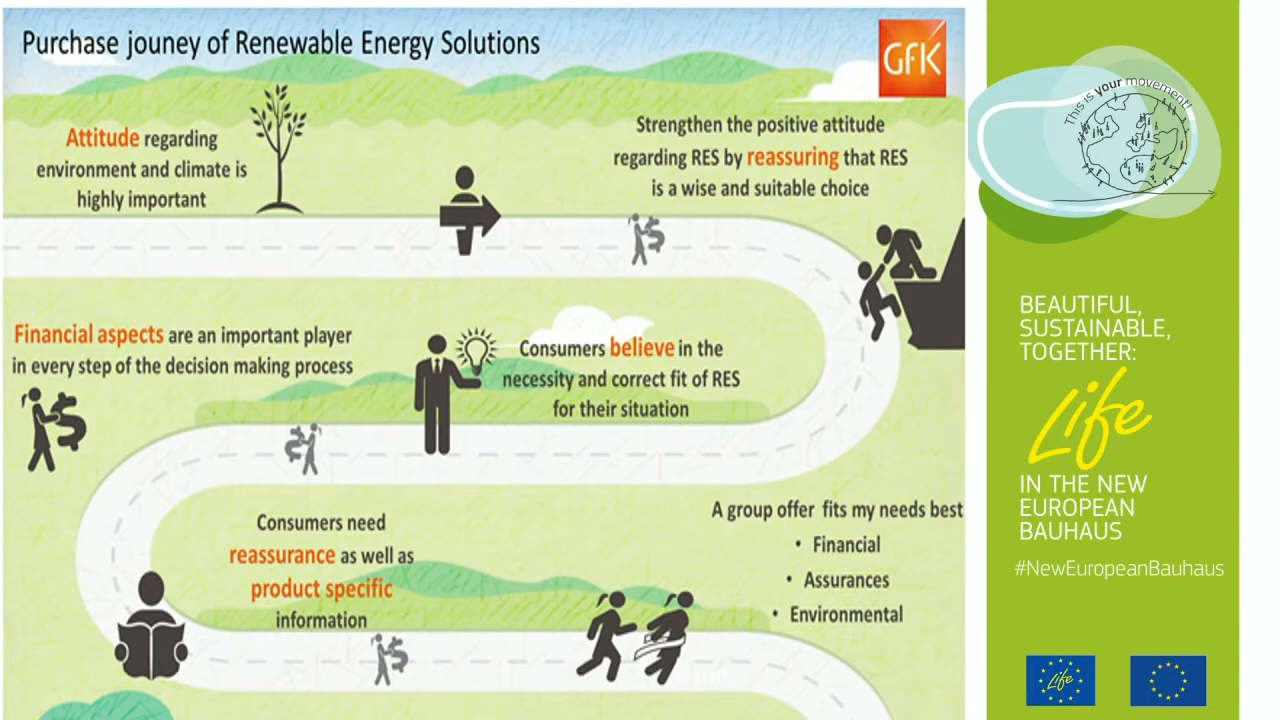 Purchase jouney of Renewable Energy Solutions
GfK
Attitude regarding
environment and climate is
highly important
Strengthen the positive attitude
regarding RES by reassuring that RES
is a wise and suitable choice
Financial aspects are an important player
in every step of the decision making process
Consumers believe in the
necessity and correct fit of RES
for their situation
Consumers need
reassurance as well as
product specific
information
A group offer fits my needs best
• Financial
• Assurances
• Environmental
This is your movement!
BEAUTIFUL,
SUSTAINABLE,
TOGETHER:
Life
IN THE NEW
EUROPEAN
BAUHAUS
#NewEuropeanBauhaus
Life